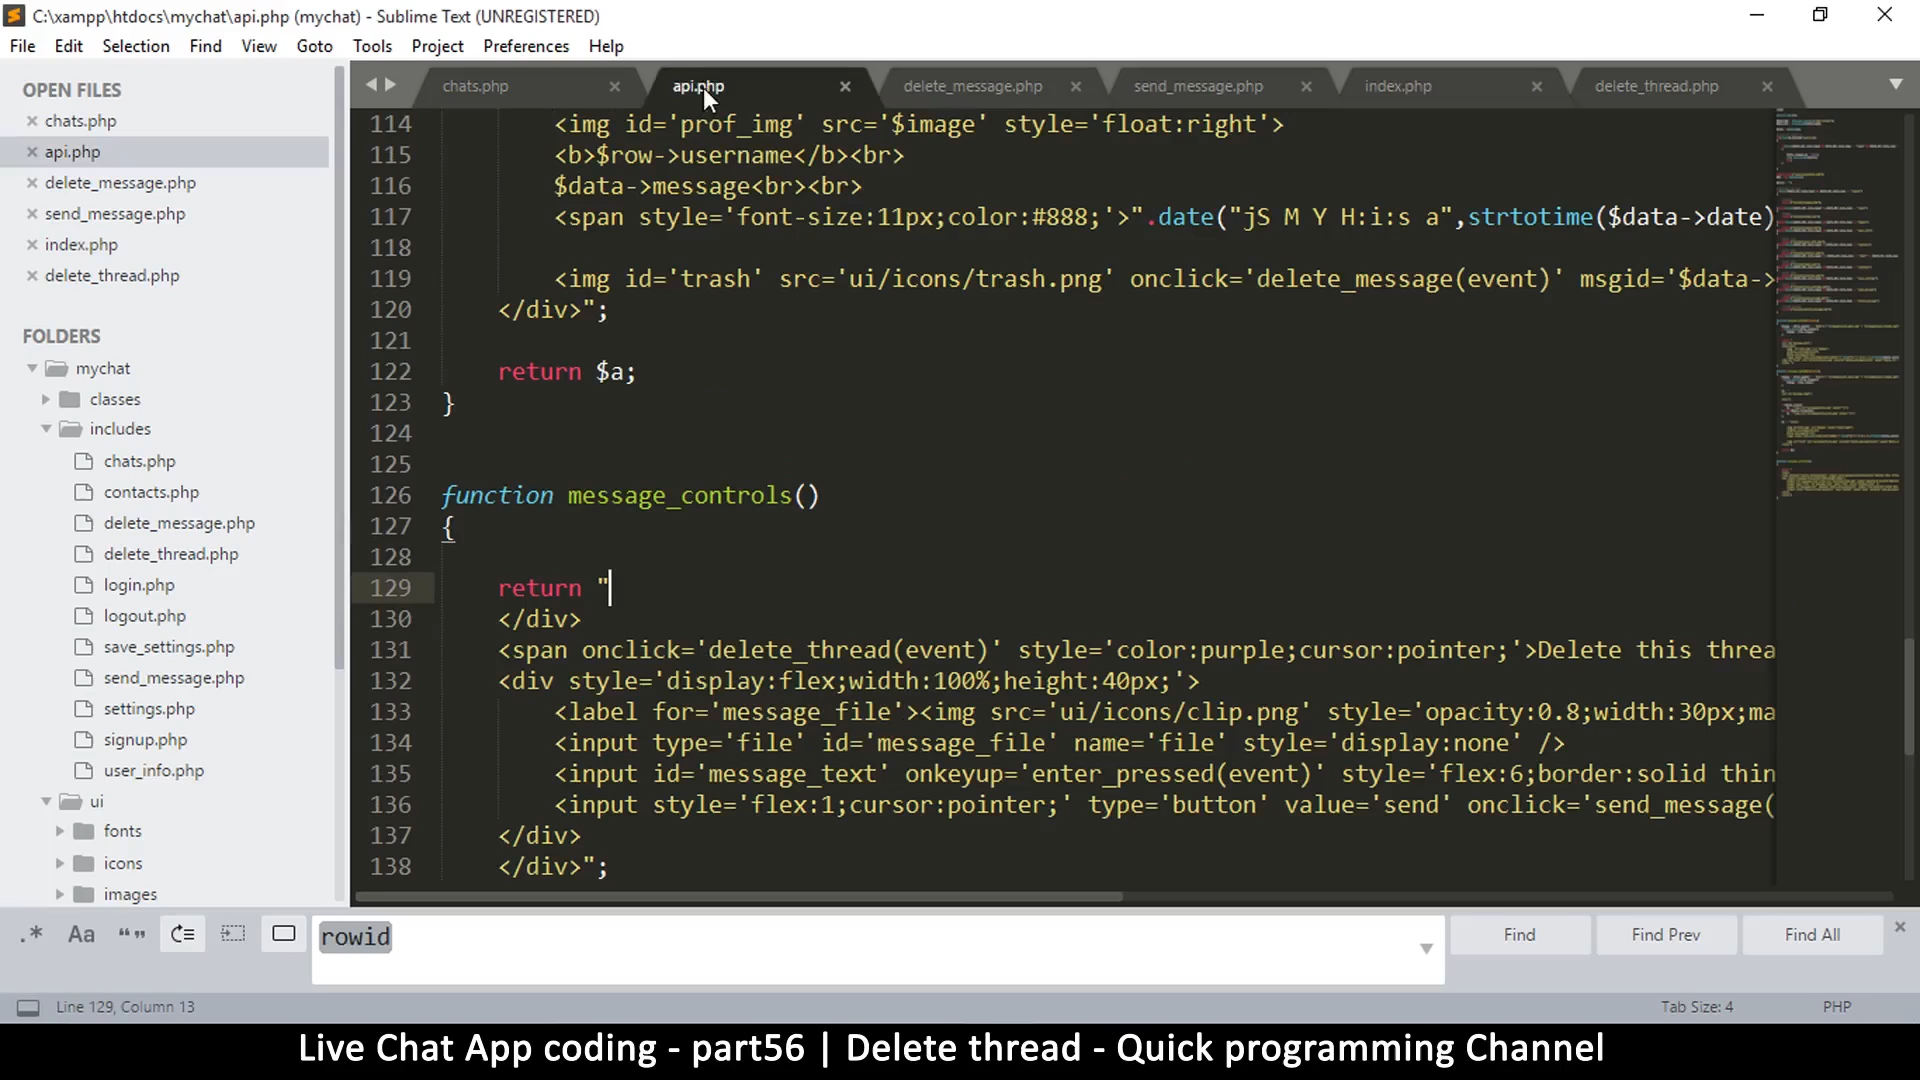 C:\xampp\htdocs\mychat\api.php (mychat) - Sublime Text (UNREGISTERED)
File Edit Selection Find View Goto Tools Project Preferences Help
OPEN FILES
chats.php
api.php
delete_message.php
send_message.php
index.php
delete_thread.php
FOLDERS
mychat
classes
includes
chats.php
contacts.php
delete_message.php
delete_thread.php
login.php
logout.php
save_settings.php
send_message.php
settings.php
signup.php
user_info.php
ui
fonts
icons
images
chats.php api.php delete_message.php send_message.php index.php delete_thread.php
114 <img id='prof_img' src='$image' style='float:right'>
115 <b>$row->username</b><br>
116 $data->message<br><br>
117 <span style='font-size:11px;color:#888;'>".date("jS M Y H:i:s a",strtotime($data->date)
118
119 <img id='trash' src='ui/icons/trash.png' onclick='delete_message(event)' msgid='$data->
120 </div>";
121
122 return $a;
123 }
124
125
126 function message_controls()
127 {
128
129 return "
130 </div>
131 <span onclick='delete_thread(event)' style='color:purple;cursor:pointer;'>Delete this threa
132 <div style='display:flex;width:100%;height:40px;'>
133 <label for='message_file'><img src='ui/icons/clip.png' style='opacity:0.8;width:30px;ma
134 <input type='file' id='message_file' name='file' style='display:none' />
135 <input id='message_text' onkeyup='enter_pressed(event)' style='flex:6;border:solid thin
136 <input style='flex:1;cursor:pointer;' type='button' value='send' onclick='send_message(
137 </div>
138 </div>";
.* Aa “” rowid Find Find Prev Find All
Line 129, Column 13 Tab Size: 4 PHP
Live Chat App coding - part56 | Delete thread - Quick programming Channel